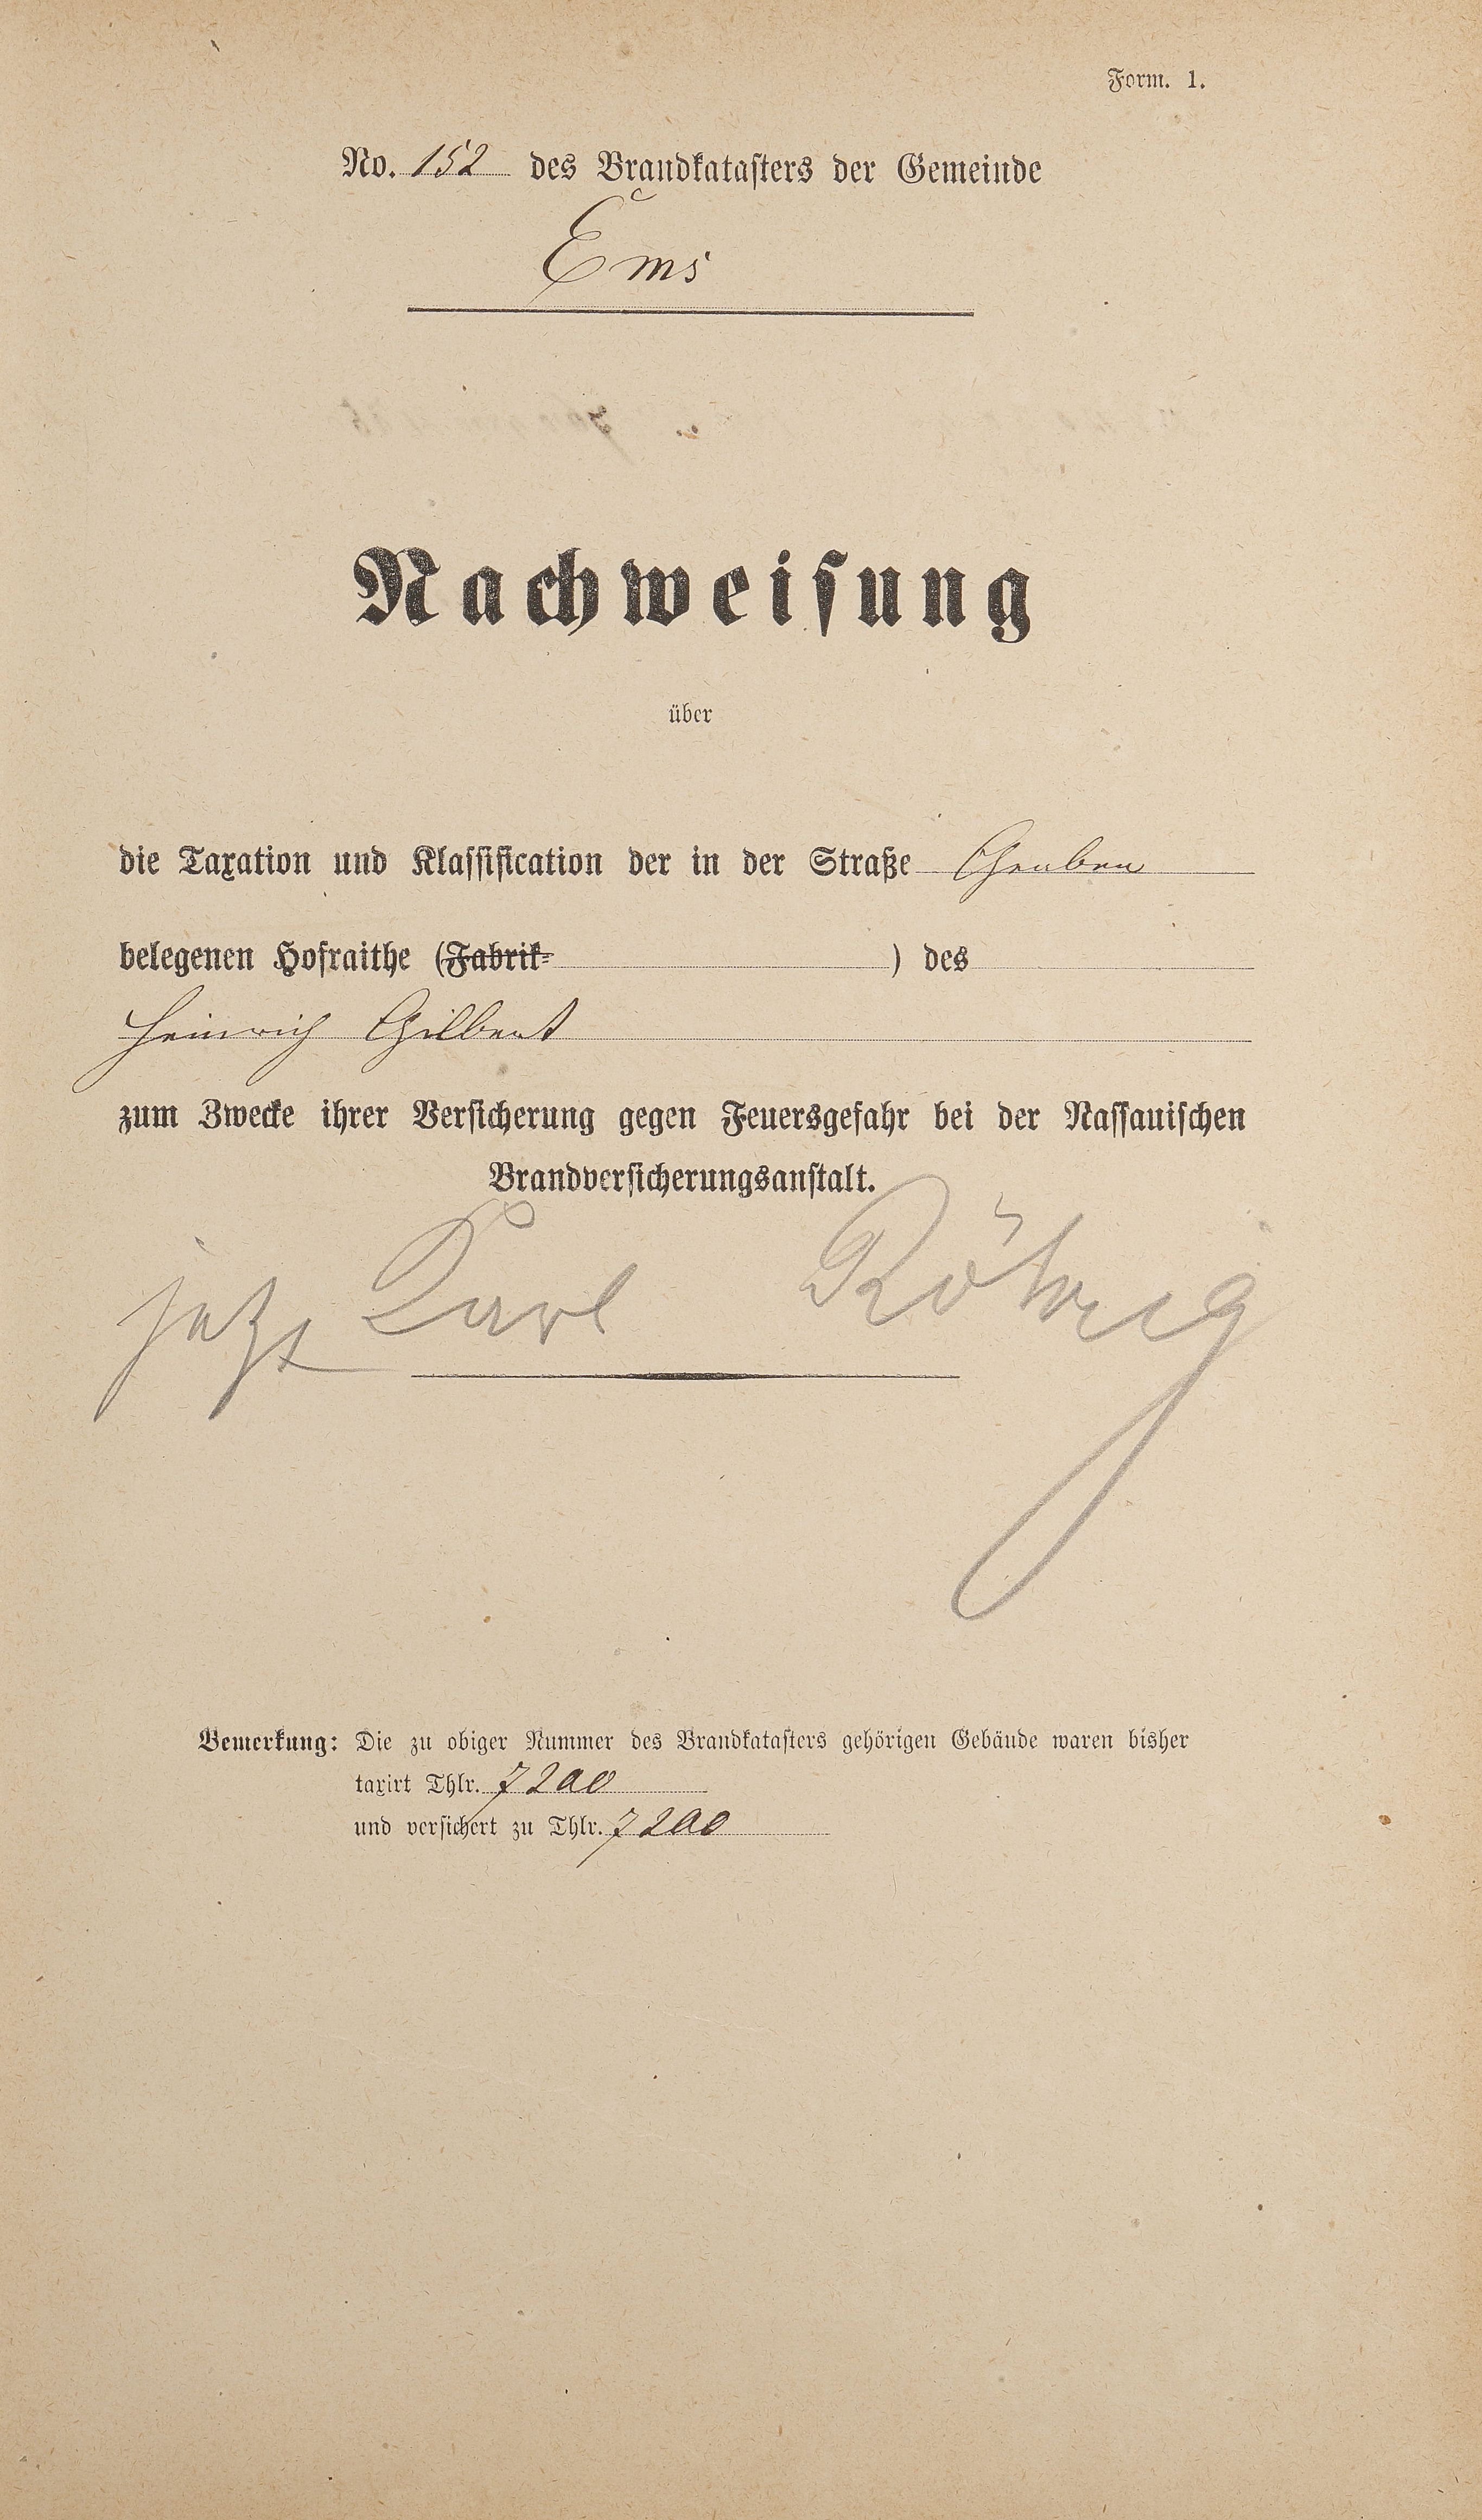 Form. 1.
No. 152 des Brandkatasters der Gemeinde
Ems
Nachweisung
über
die Taxation und Klassification der in der Straße Graben
belegenen Hofraithe (Fabrik- ) des
Heinrich Gilbert
zum Zwecke ihrer Versicherung gegen Feuersgefahr bei der Nassauischen
Brandversicherungsanstalt.
jetzt Karl Röhrig
Bemerkung: Die zu obiger Nummer des Brandkatasters gehörigen Gebäude waren bisher
taxirt Thlr. 7200
und versichert zu Thlr. 7200